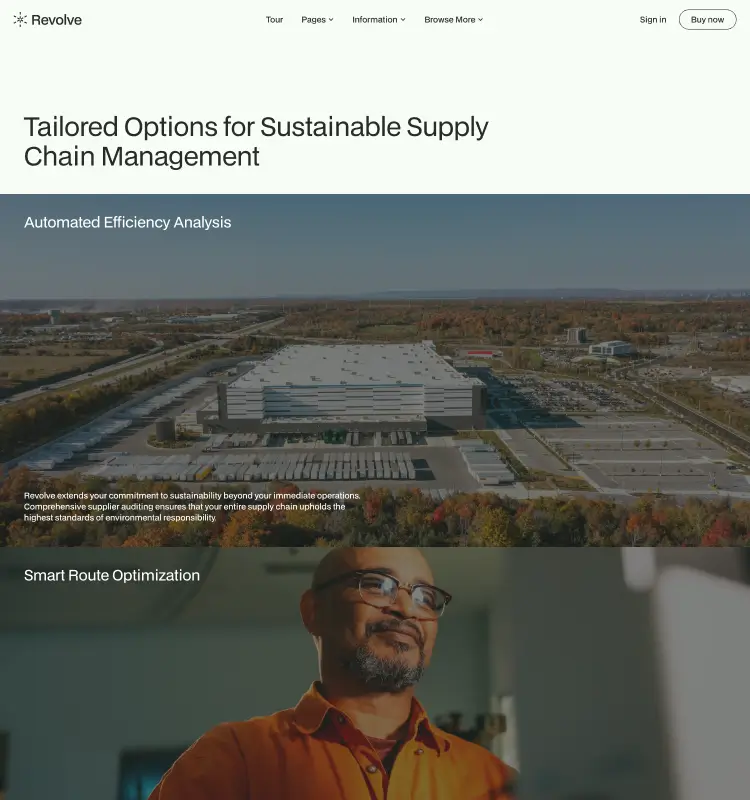 Revolve
Tour Pages Information Browse More
Sign in Buy now
Tailored Options for Sustainable Supply
Chain Management
Automated Efficiency Analysis
Revolve extends your commitment to sustainability beyond your immediate operations.
Comprehensive supplier auditing ensures that your entire supply chain upholds the
highest standards of environmental responsibility.
Smart Route Optimization